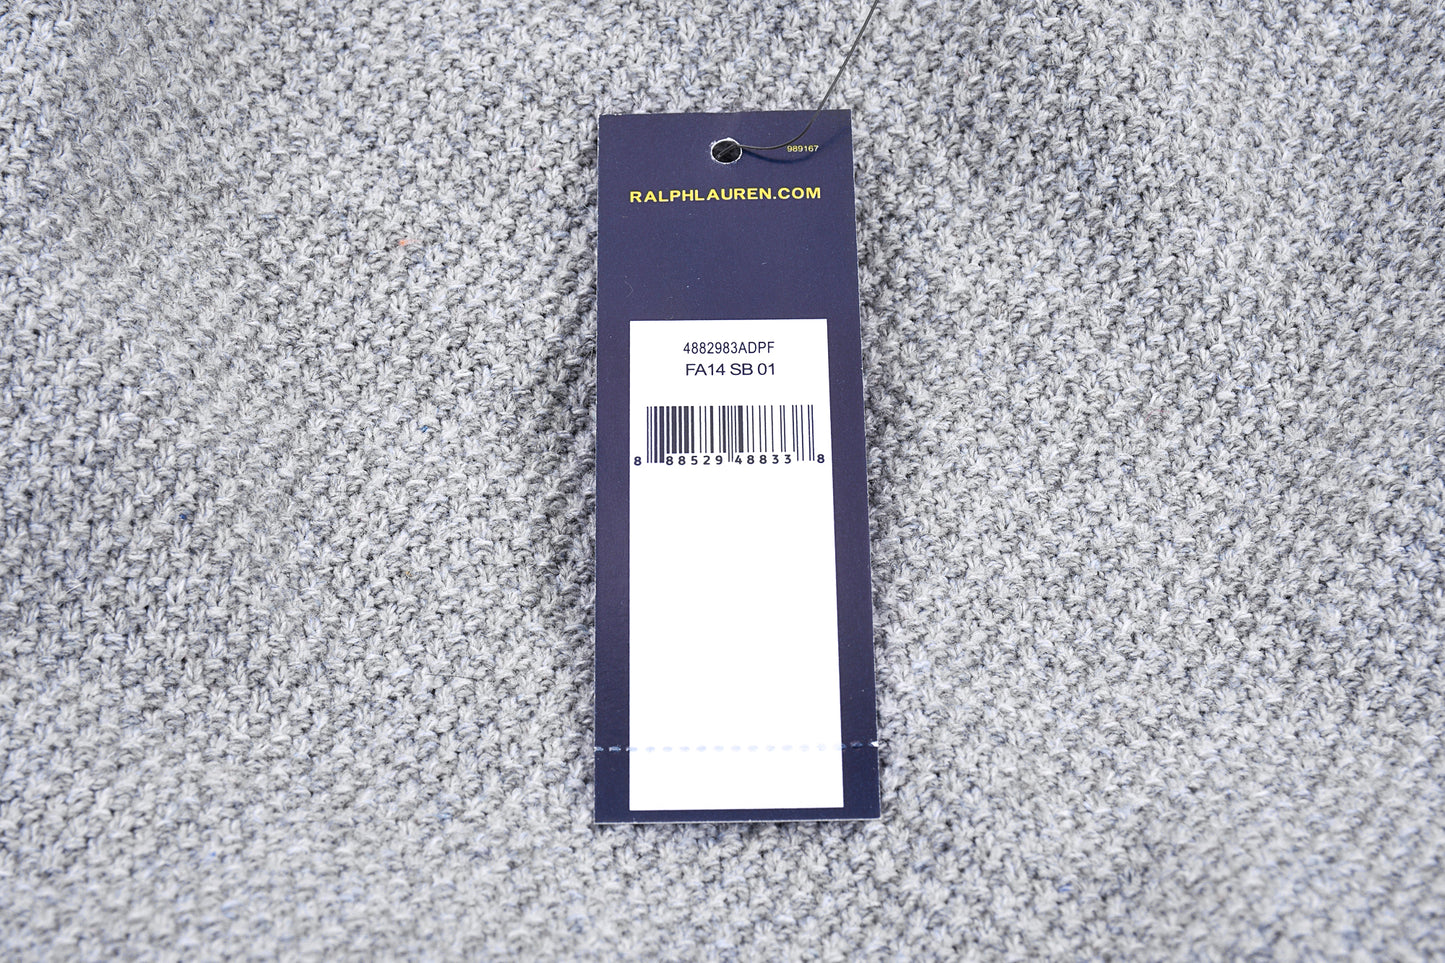 989167
RALPHLAUREN.COM
4882983ADPF
FA14 SB 01
8 88529 48833 8